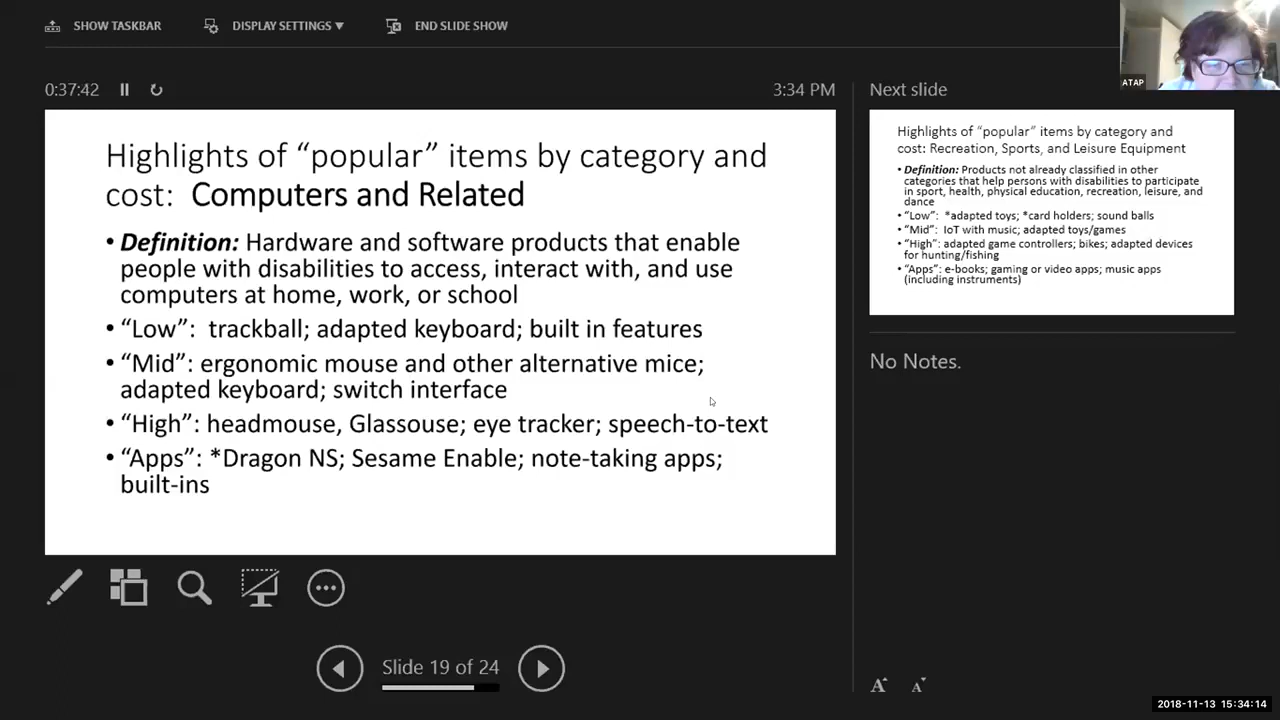 SHOW TASKBAR
DISPLAY SETTINGS ▼
END SLIDE SHOW
ATAP
0:37:42
3:34 PM
Highlights of “popular” items by category and
cost: Computers and Related
• Definition: Hardware and software products that enable
people with disabilities to access, interact with, and use
computers at home, work, or school
• “Low”: trackball; adapted keyboard; built in features
• “Mid”: ergonomic mouse and other alternative mice;
adapted keyboard; switch interface
• “High”: headmouse, Glassouse; eye tracker; speech-to-text
• “Apps”: *Dragon NS; Sesame Enable; note-taking apps;
built-ins
Slide 19 of 24
Next slide
Highlights of “popular” items by category and
cost: Recreation, Sports, and Leisure Equipment
• Definition: Products not already classified in other
categories that help persons with disabilities to participate
in sport, health, physical education, recreation, leisure, and
dance
• “Low”: *adapted toys; *card holders; sound balls
• “Mid”: IoT with music; adapted toys/games
• “High”: adapted game controllers; bikes; adapted devices
for hunting/fishing
• “Apps”: e-books; gaming or video apps; music apps
(including instruments)
No Notes.
A A
2018-11-13 15:34:14